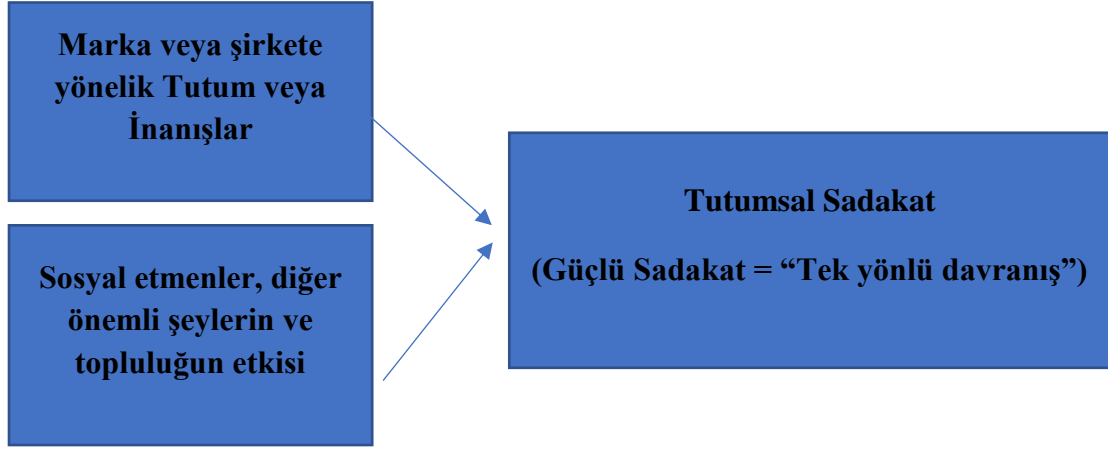 Marka veya şirkete
yönelik Tutum veya
İnanışlar
Sosyal etmenler, diğer
önemli şeylerin ve
topluluğun etkisi
Tutumsal Sadakat
(Güçlü Sadakat = “Tek yönlü davranış”)